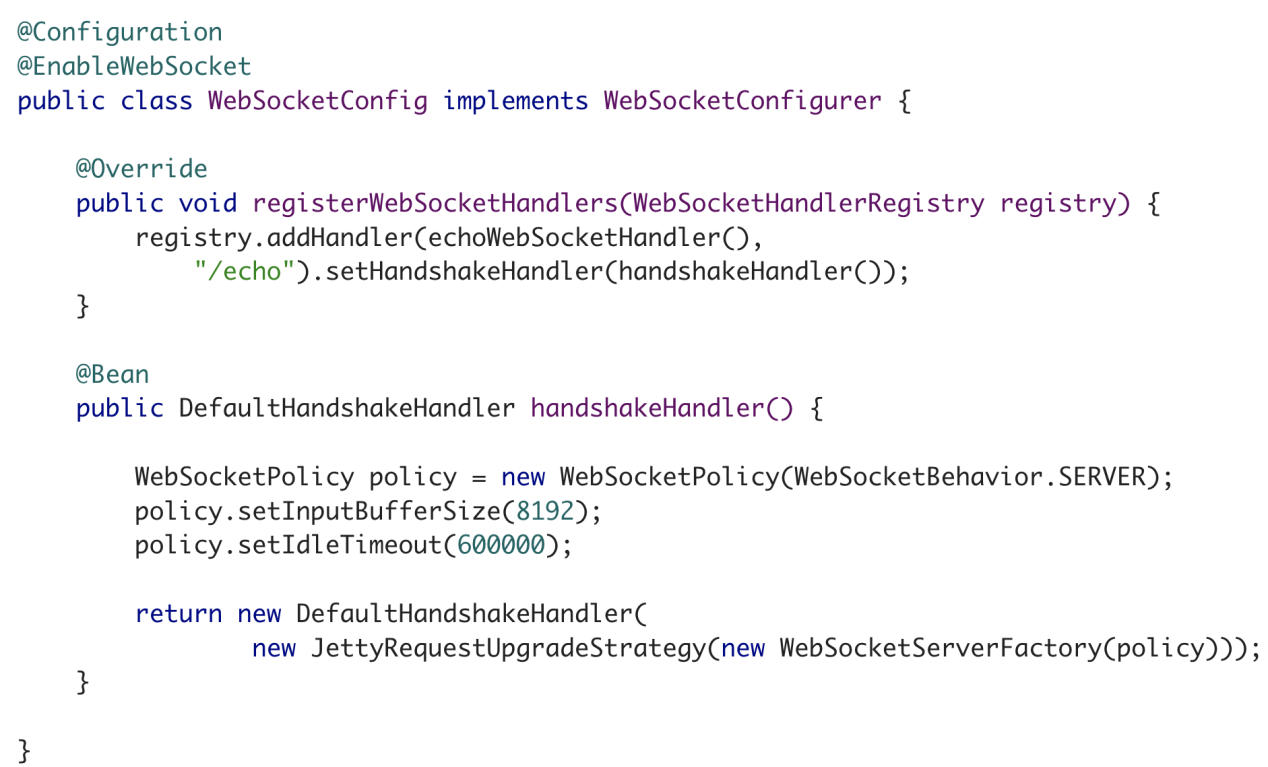 @Configuration
@EnableWebSocket
public class WebSocketConfig implements WebSocketConfigurer {

    @Override
    public void registerWebSocketHandlers(WebSocketHandlerRegistry registry) {
        registry.addHandler(echoWebSocketHandler(),
            "/echo").setHandshakeHandler(handshakeHandler());
    }

    @Bean
    public DefaultHandshakeHandler handshakeHandler() {

        WebSocketPolicy policy = new WebSocketPolicy(WebSocketBehavior.SERVER);
        policy.setInputBufferSize(8192);
        policy.setIdleTimeout(600000);

        return new DefaultHandshakeHandler(
                new JettyRequestUpgradeStrategy(new WebSocketServerFactory(policy)));
    }

}